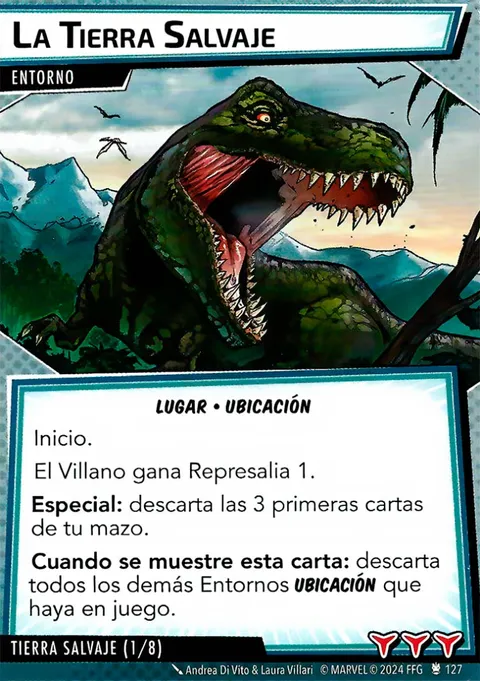 La Tierra Salvaje
ENTORNO
LUGAR • UBICACIÓN
Inicio.
El Villano gana Represalia 1.
Especial: descarta las 3 primeras cartas
de tu mazo.
Cuando se muestre esta carta: descarta
todos los demás Entornos UBICACIÓN que
haya en juego.
TIERRA SALVAJE (1/8)
Andrea Di Vito & Laura Villari © MARVEL © 2024 FFG 127